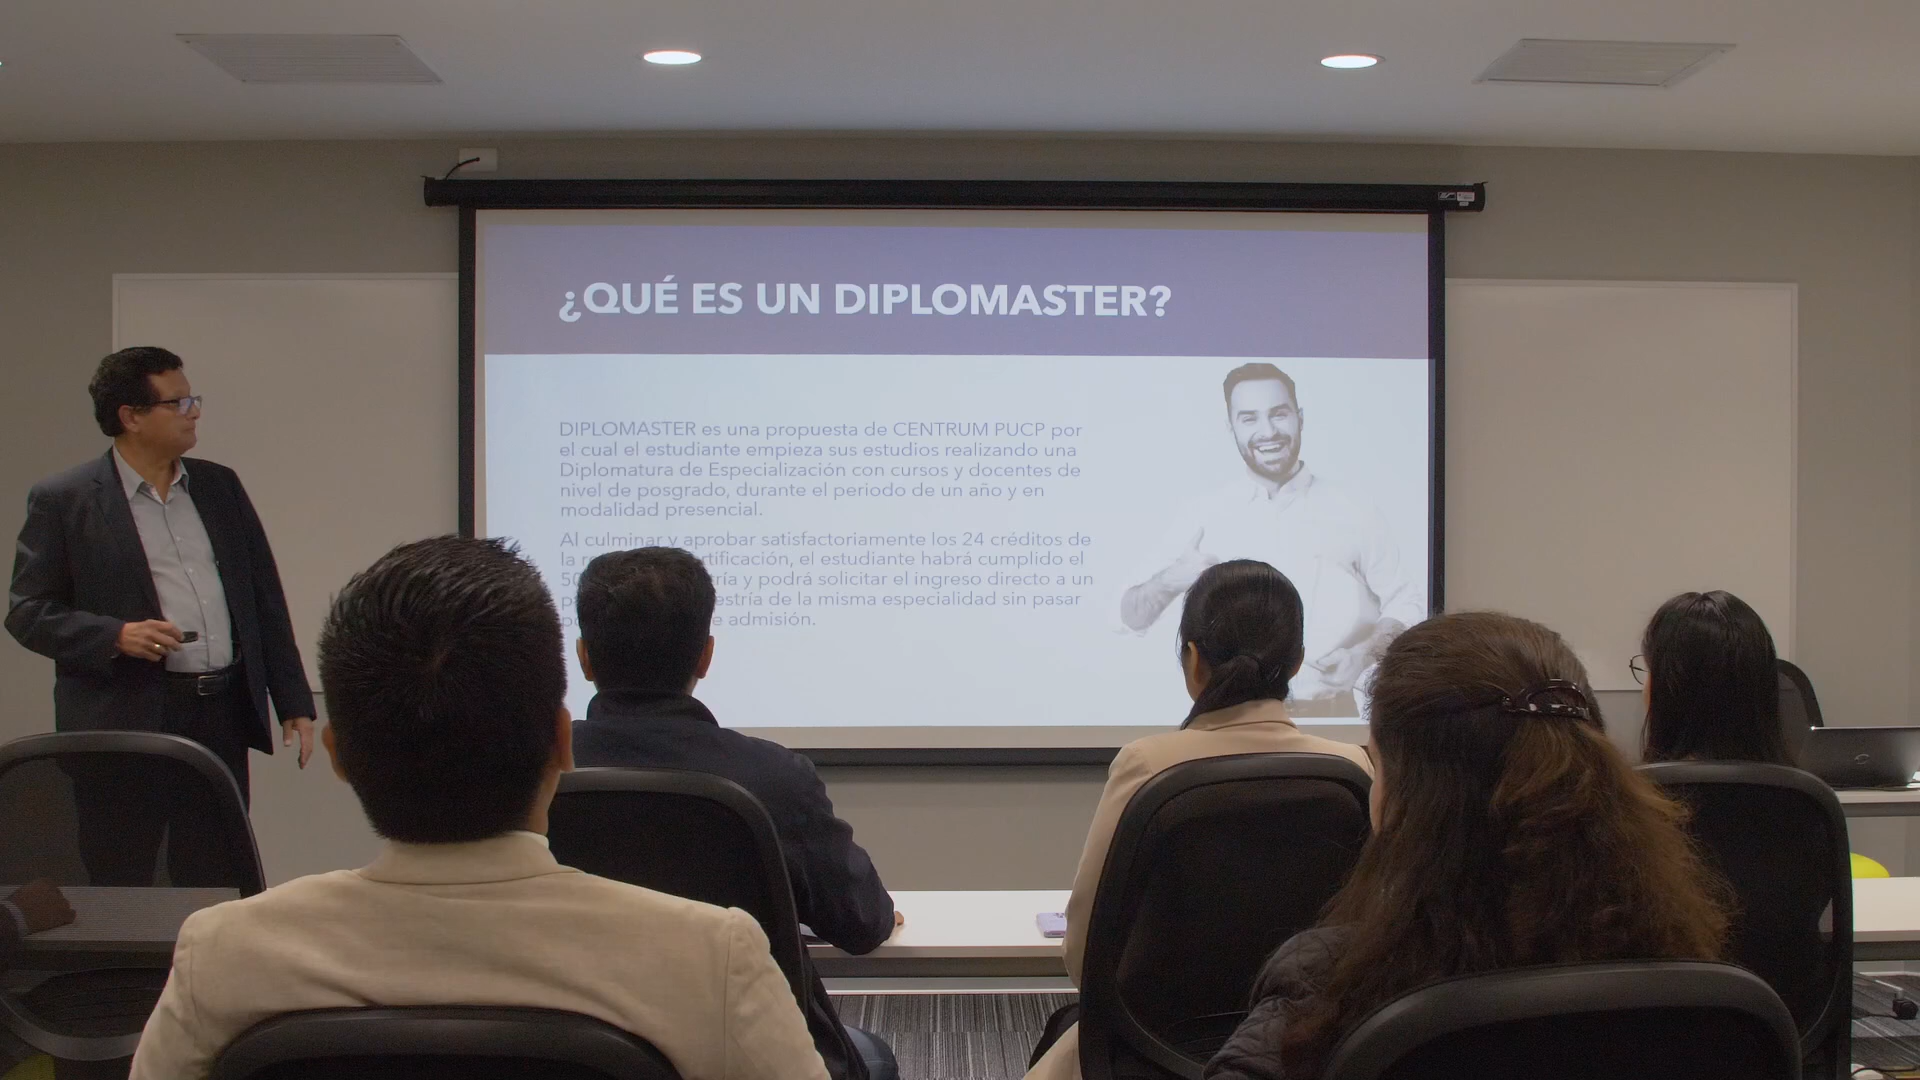 ¿QUÉ ES UN DIPLOMASTER?
DIPLOMASTER es una propuesta de CENTRUM PUCP por
el cual el estudiante empieza sus estudios realizando una
Diplomatura de Especialización con cursos y docentes de
nivel de posgrado, durante el periodo de un año y en
modalidad presencial.
Al culminar y aprobar satisfactoriamente los 24 créditos de
la el estudiante habrá cumplido el
y podrá solicitar el ingreso directo a un
de la misma especialidad sin pasar
admisión.